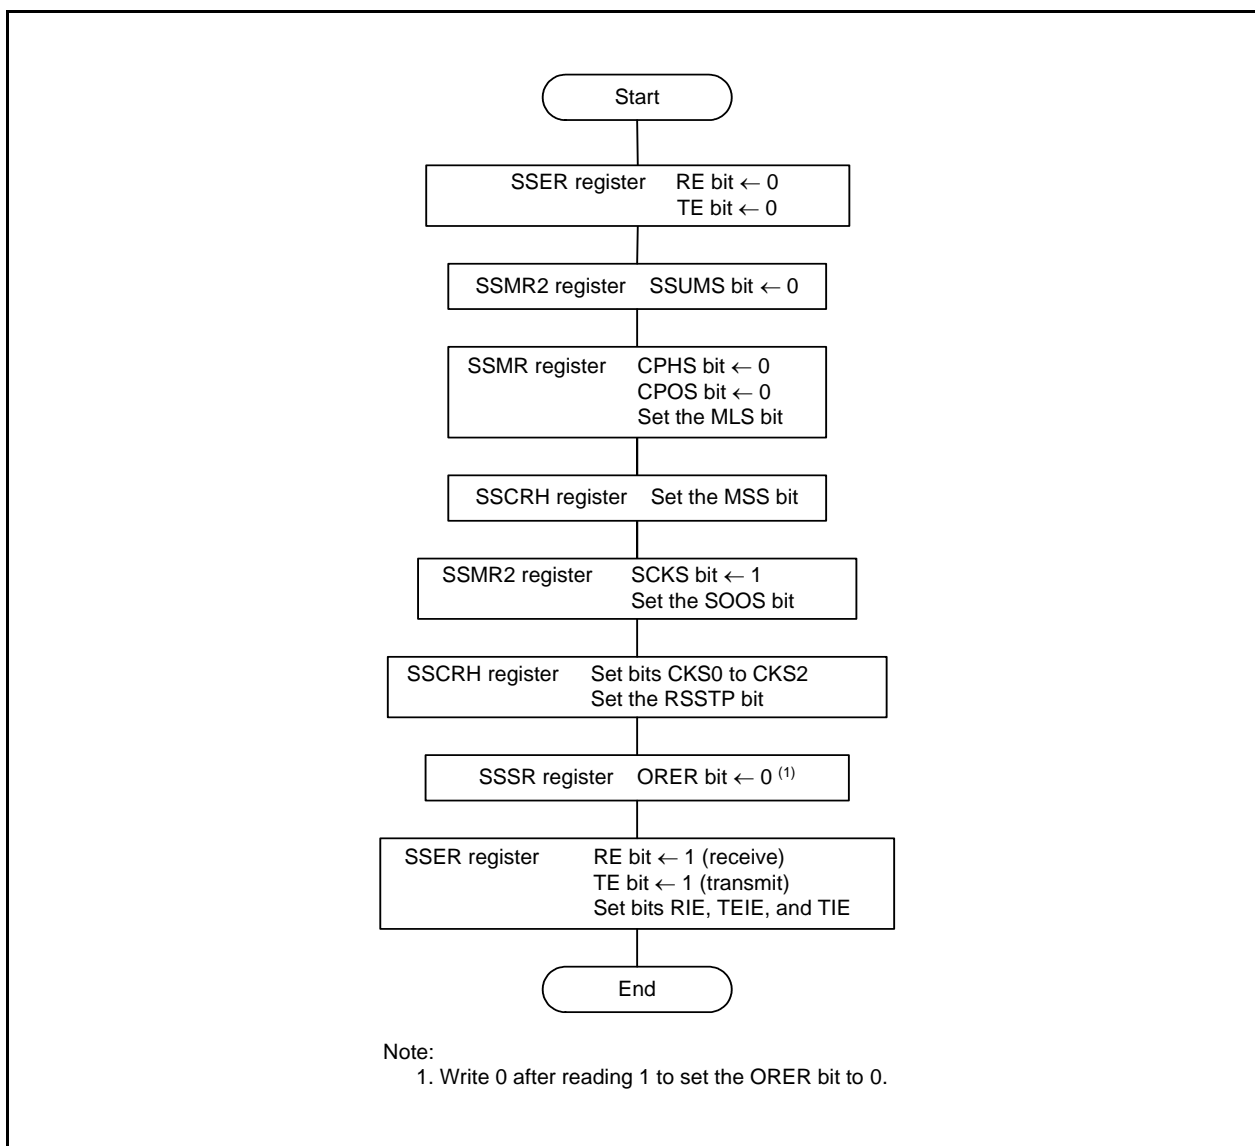 Start
SSER register RE bit ← 0
TE bit ← 0
SSMR2 register SSUMS bit ← 0
SSMR register CPHS bit ← 0
CPOS bit ← 0
Set the MLS bit
SSCRH register Set the MSS bit
SSMR2 register SCKS bit ← 1
Set the SOOS bit
SSCRH register Set bits CKS0 to CKS2
Set the RSSTP bit
SSSR register ORER bit ← 0 (1)
SSER register RE bit ← 1 (receive)
TE bit ← 1 (transmit)
Set bits RIE, TEIE, and TIE
End
Note:
1. Write 0 after reading 1 to set the ORER bit to 0.